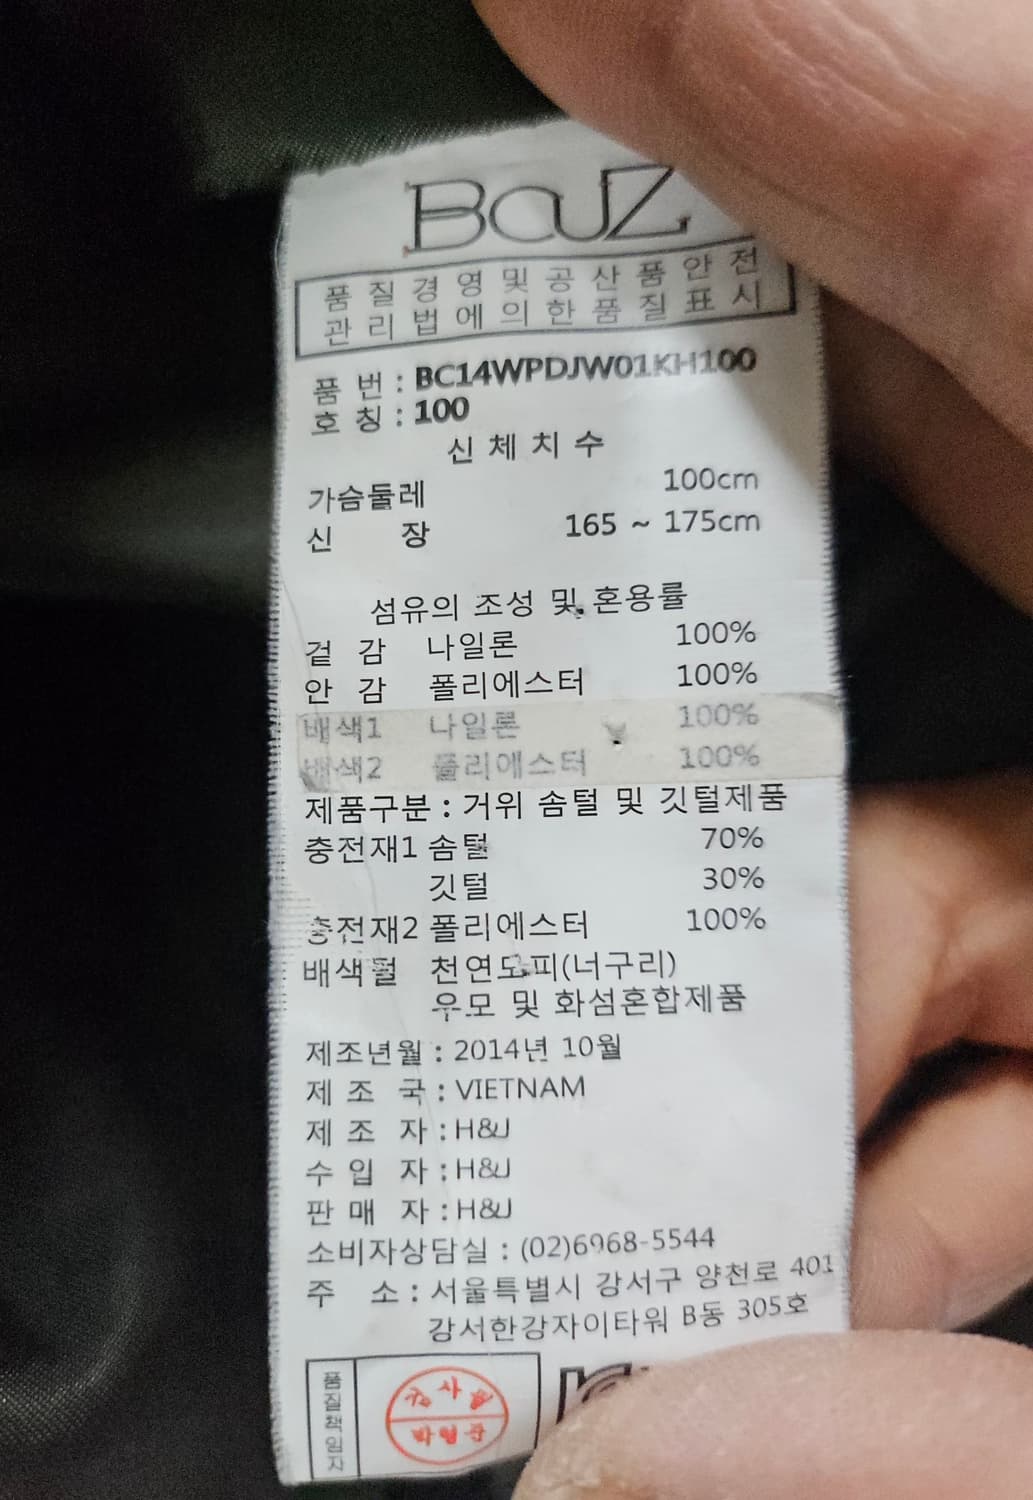 BCUZ
품질경영및공산품안전
관리법에의한품질표시
품 번 : BC14WPDJW01KH100
호 칭 : 100
신체치수
가슴둘레 100cm
신 장 165 ~ 175cm
섬유의 조성 및 혼용률
겉 감 나일론 100%
안 감 폴리에스터 100%
배색1 나일론 100%
배색2 폴리에스터 100%
제품구분 : 거위 솜털 및 깃털제품
충전재1 솜털 70%
깃털 30%
충전재2 폴리에스터 100%
배색털 천연모피(너구리)
우모 및 화섬혼합제품
제조년월 : 2014년 10월
제 조 국 : VIETNAM
제 조 자 : H&J
수 입 자 : H&J
판 매 자 : H&J
소비자상담실 : (02)6968-5544
주 소 : 서울특별시 강서구 양천로 401
강서한강자이타워 B동 305호
품질책임자